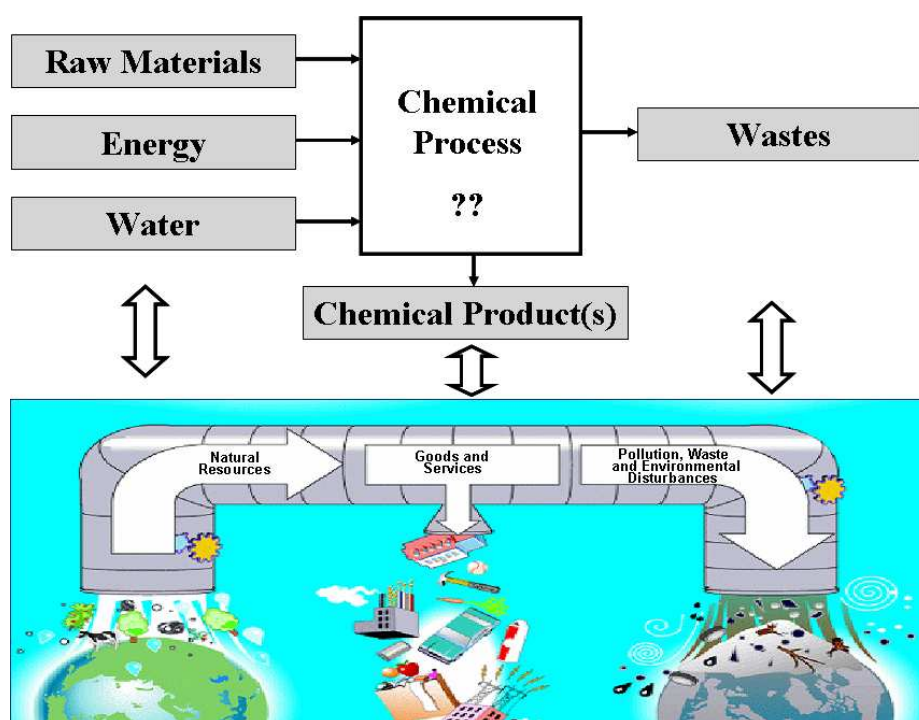 Raw Materials
Energy
Water
Chemical
Process
??
Wastes
Chemical Product(s)
Natural
Resources
Goods and
Services
Pollution, Waste
and Environmental
Disturbances